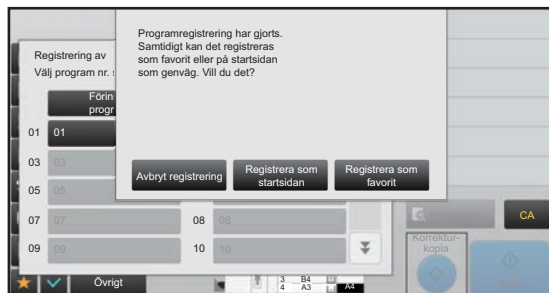 Programregistrering har gjorts.
Samtidigt kan det registreras
som favorit eller på startsidan
som genväg. Vill du det?
Avbryt registrering
Registrera som
startsidan
Registrera som
favorit
Registrering av
Välj program nr.
Förin
progr
01 01
03 03
05 05
07 07 08 08
09 09 10 10
CA
Korrektur-
kopia
Start
Övrigt
3 B4
4 A3
A4